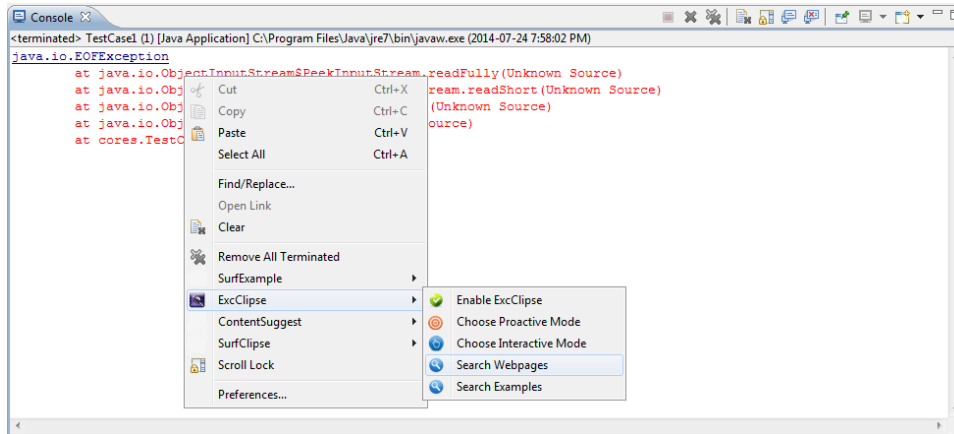 Console
<terminated> TestCase1 (1) [Java Application] C:\Program Files\Java\jre7\bin\javaw.exe (2014-07-24 7:58:02 PM)
java.io.EOFException
at java.io.ObjectInputStream$PeekInputStream.readFully(Unknown Source)
at java.io.Obj ream.readShort(Unknown Source)
at java.io.Obj (Unknown Source)
at java.io.Obj ource)
at cores.TestC
Cut Ctrl+X
Copy Ctrl+C
Paste Ctrl+V
Select All Ctrl+A
Find/Replace...
Open Link
Clear
Remove All Terminated
SurfExample
ExcClipse
ContentSuggest
SurfClipse
Scroll Lock
Preferences...
Enable ExcClipse
Choose Proactive Mode
Choose Interactive Mode
Search Webpages
Search Examples